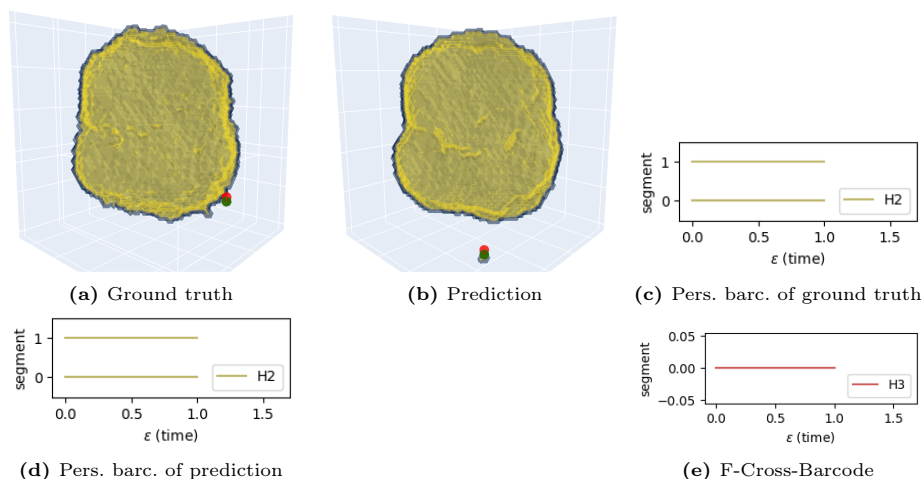 1
0
segment
H2
0.0 0.5 1.0 1.5
ε (time)
(a) Ground truth
(b) Prediction
(c) Pers. barc. of ground truth
1
0
segment
H2
0.0 0.5 1.0 1.5
ε (time)
(d) Pers. barc. of prediction
0.05
0.00
−0.05
segment
H3
0.0 0.5 1.0 1.5
ε (time)
(e) F-Cross-Barcode